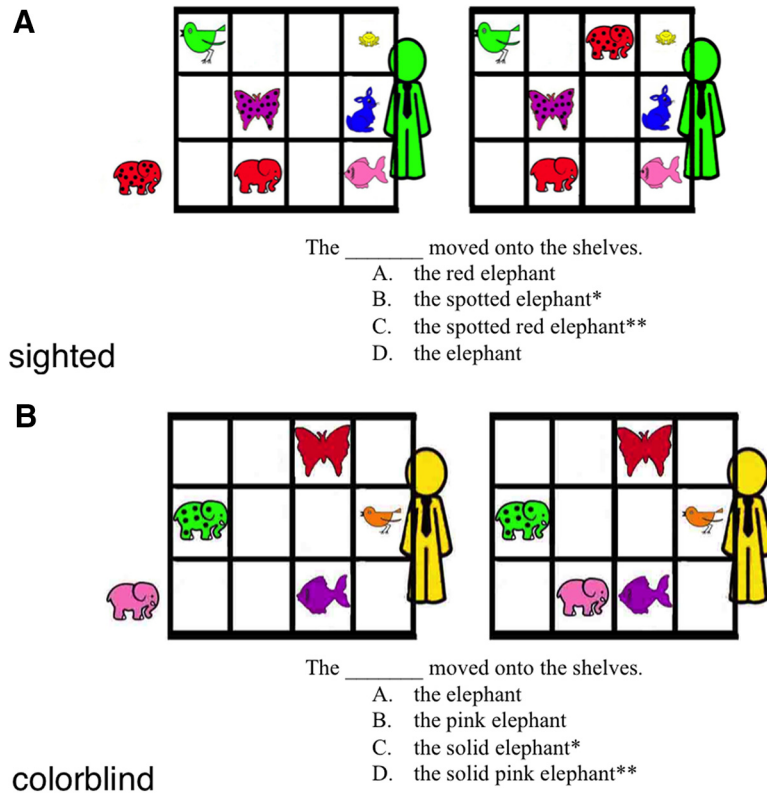 A
The _______ moved onto the shelves.
A. the red elephant
B. the spotted elephant*
C. the spotted red elephant**
D. the elephant
sighted
B
The _______ moved onto the shelves.
A. the elephant
B. the pink elephant
C. the solid elephant*
D. the solid pink elephant**
colorblind